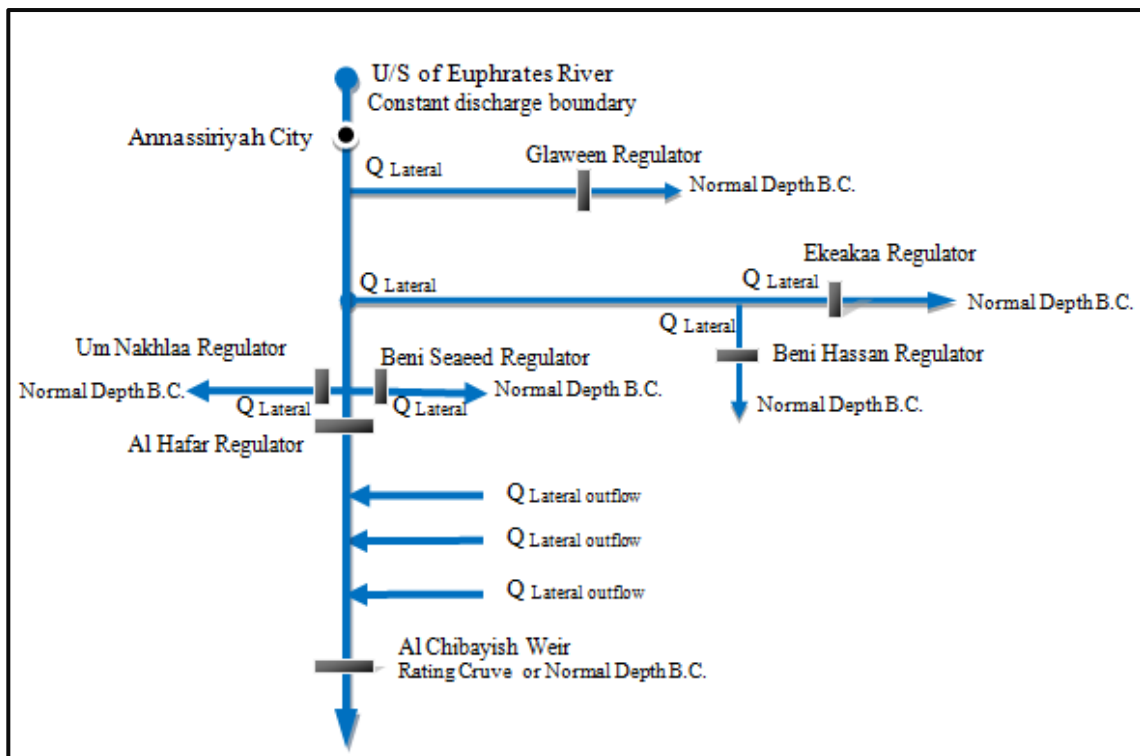 U/S of Euphrates River
Constant discharge boundary
Annassiriyah City
Glaween Regulator
Q Lateral
Normal Depth B.C.
Ekeakaa Regulator
Q Lateral
Q Lateral
Normal Depth B.C.
Q Lateral
Um Nakhlaa Regulator
Beni Seaeed Regulator
Beni Hassan Regulator
Normal Depth B.C.
Normal Depth B.C.
Q Lateral
Q Lateral
Normal Depth B.C.
Al Hafar Regulator
Q Lateral outflow
Q Lateral outflow
Q Lateral outflow
Al Chibayish Weir
Rating Cruve or Normal Depth B.C.